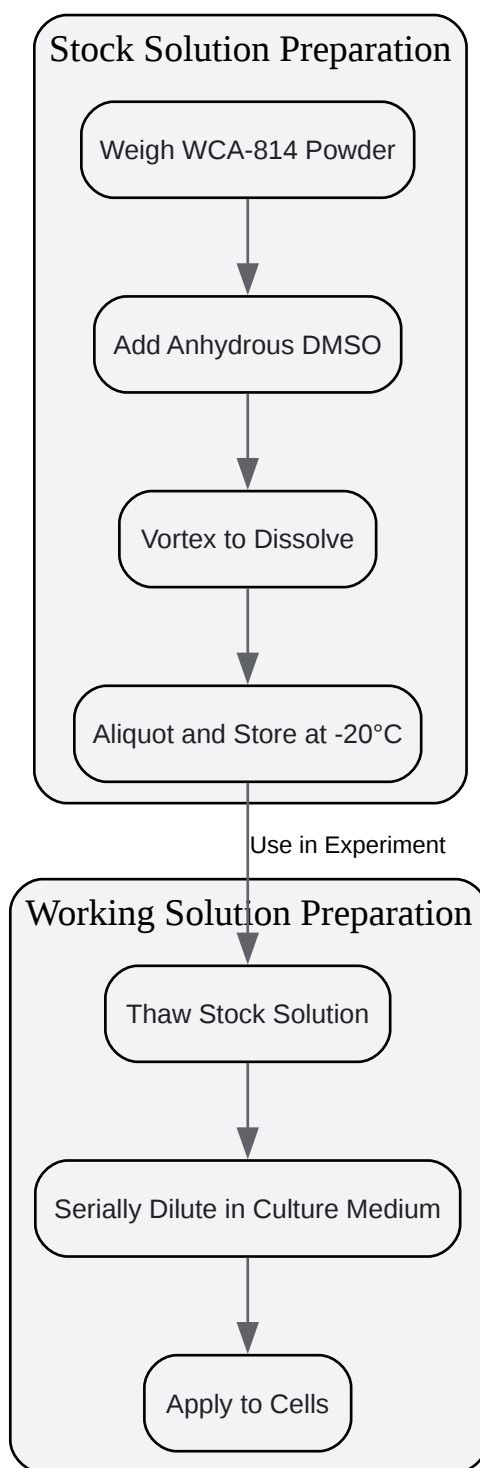 Stock Solution Preparation
Weigh WCA-814 Powder
Add Anhydrous DMSO
Vortex to Dissolve
Aliquot and Store at -20°C
Use in Experiment
Working Solution Preparation
Thaw Stock Solution
Serially Dilute in Culture Medium
Apply to Cells